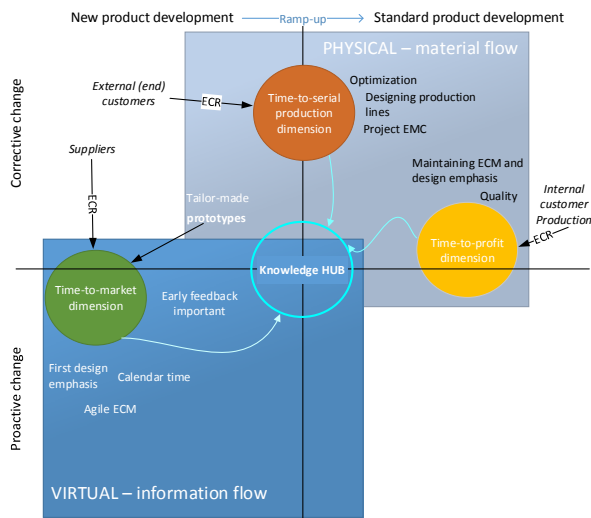 New product development
Ramp-up
Standard product development
PHYSICAL – material flow
Corrective change
External (end)
customers
ECR
Time-to-serial
production
dimension
Optimization
Designing production
lines
Project EMC
Suppliers
ECR
Maintaining ECM and
design emphasis
Quality
Internal
customer
Production
ECR
Tailor-made
prototypes
Time-to-profit
dimension
Knowledge HUB
Time-to-market
dimension
Early feedback
important
Proactive change
First design
emphasis
Calendar time
Agile ECM
VIRTUAL – information flow